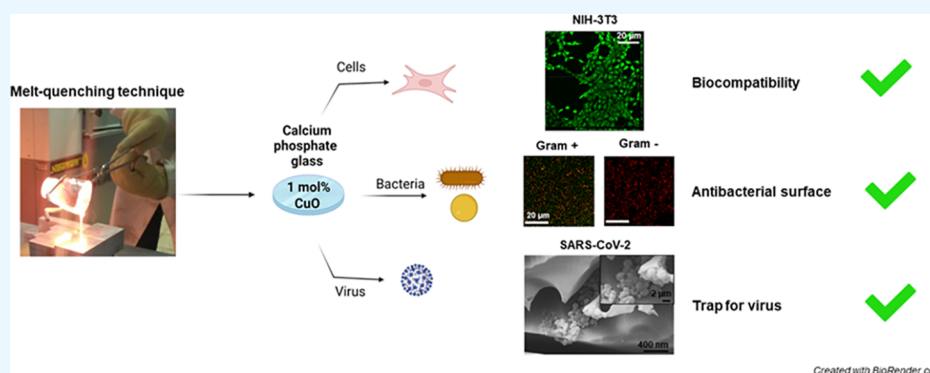 NIH-3T3
20 µm
Cells
Biocompatibility
Melt-quenching technique
Calcium
phosphate
glass
1 mol%
CuO
Gram + Gram -
Bacteria
20 µm
Antibacterial surface
SARS-CoV-2
Virus
2 µm
400 nm
Trap for virus
Created with BioRender.c